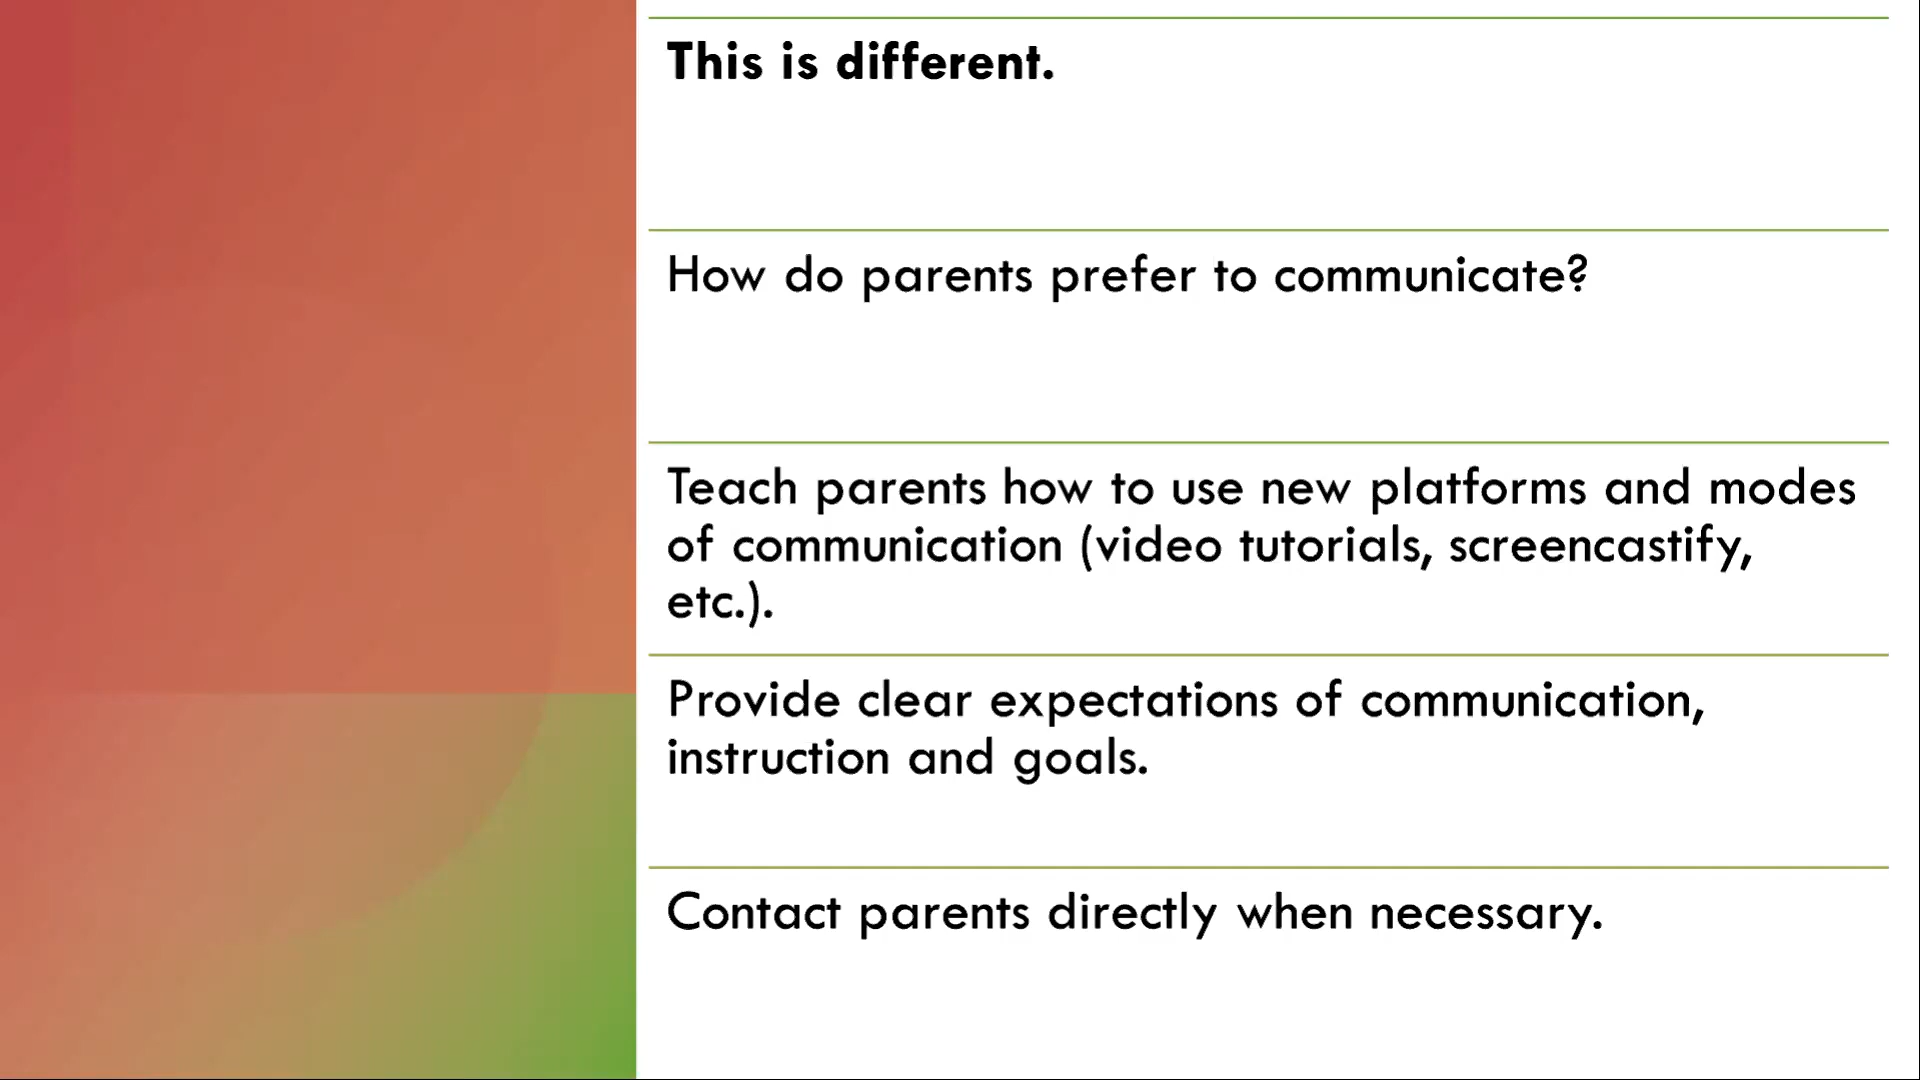 This is different.
How do parents prefer to communicate?
Teach parents how to use new platforms and modes
of communication (video tutorials, screencastify,
etc.).
Provide clear expectations of communication,
instruction and goals.
Contact parents directly when necessary.